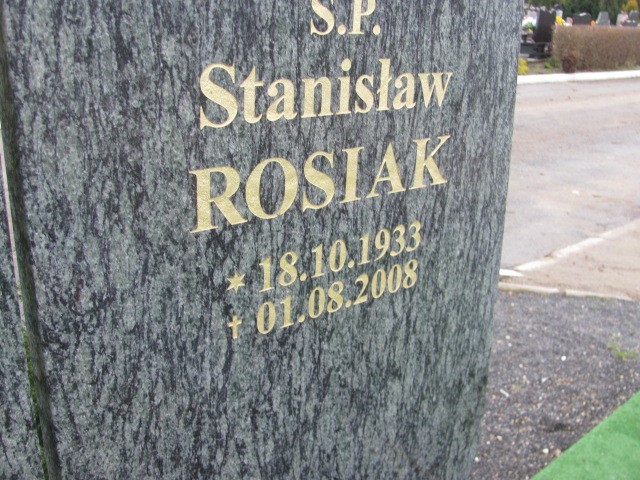 Ś.P.
Stanisław
ROSIAK
* 18.10.1933
† 01.08.2008